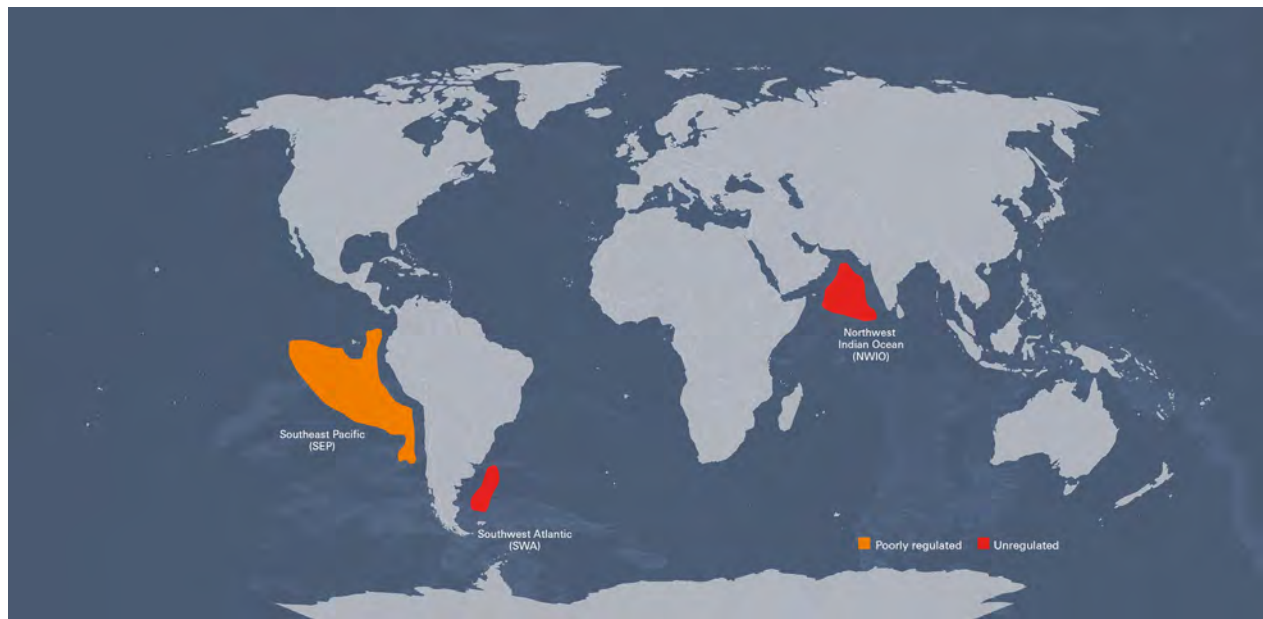 Northwest
Indian Ocean
(NWIO)
Southeast Pacific
(SEP)
Southwest Atlantic
(SWA)
Poorly regulated
Unregulated